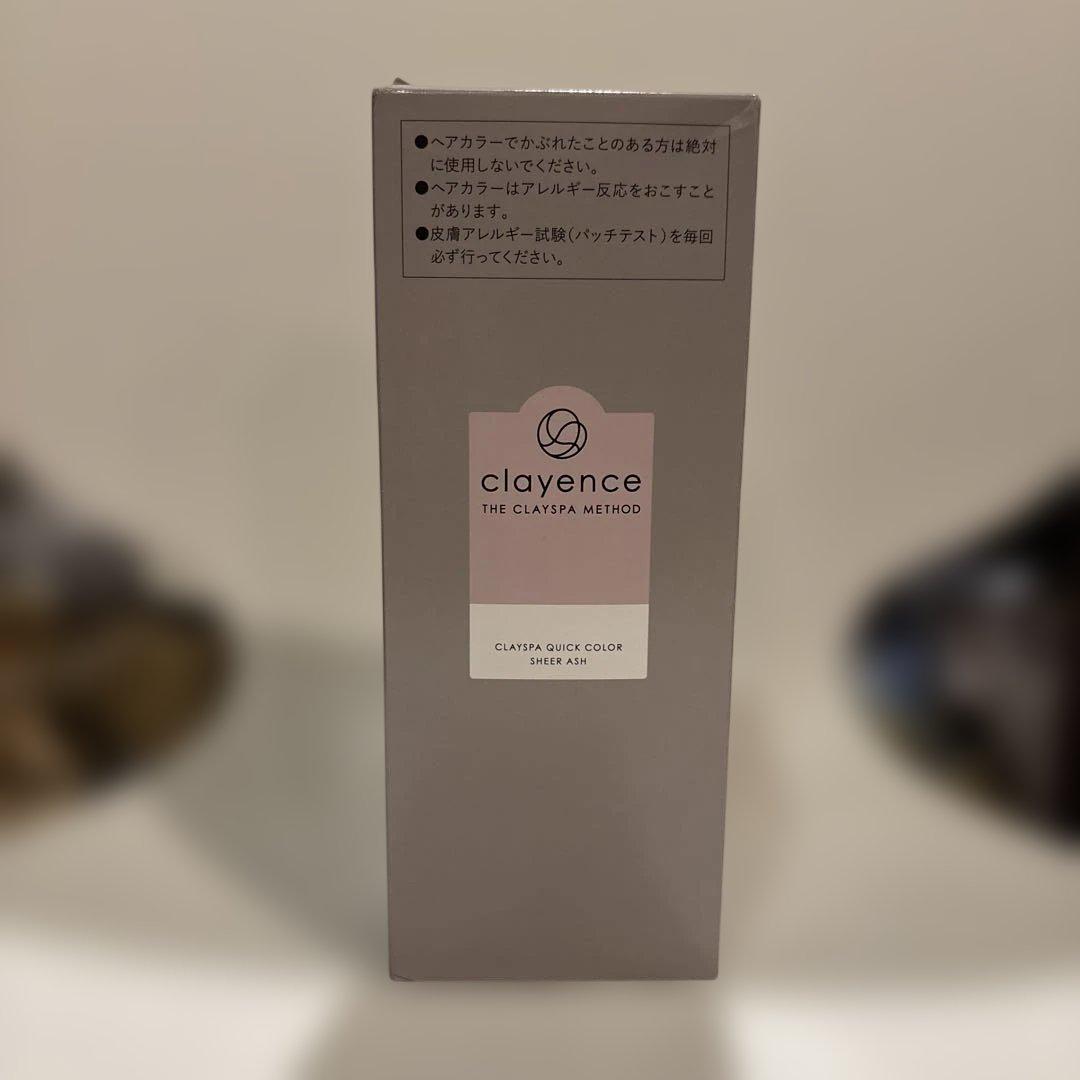 ●ヘアカラーでかぶれたことのある方は絶対
に使用しないでください。
●ヘアカラーはアレルギー反応をおこすこと
があります。
●皮膚アレルギー試験(パッチテスト)を毎回
必ず行ってください。
clayence
THE CLAYSPA METHOD
CLAYSPA QUICK COLOR
SHEER ASH